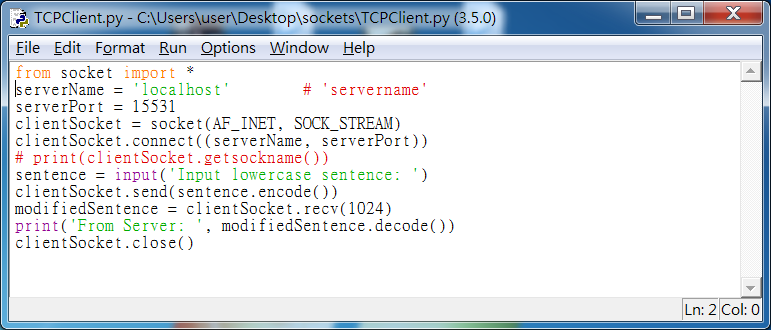 TCPClient.py - C:\Users\user\Desktop\sockets\TCPClient.py (3.5.0)
File Edit Format Run Options Window Help
from socket import *
serverName = 'localhost'        # 'servername'
serverPort = 15531
clientSocket = socket(AF_INET, SOCK_STREAM)
clientSocket.connect((serverName, serverPort))
# print(clientSocket.getsockname())
sentence = input('Input lowercase sentence: ')
clientSocket.send(sentence.encode())
modifiedSentence = clientSocket.recv(1024)
print('From Server: ', modifiedSentence.decode())
clientSocket.close()
Ln: 2 Col: 0